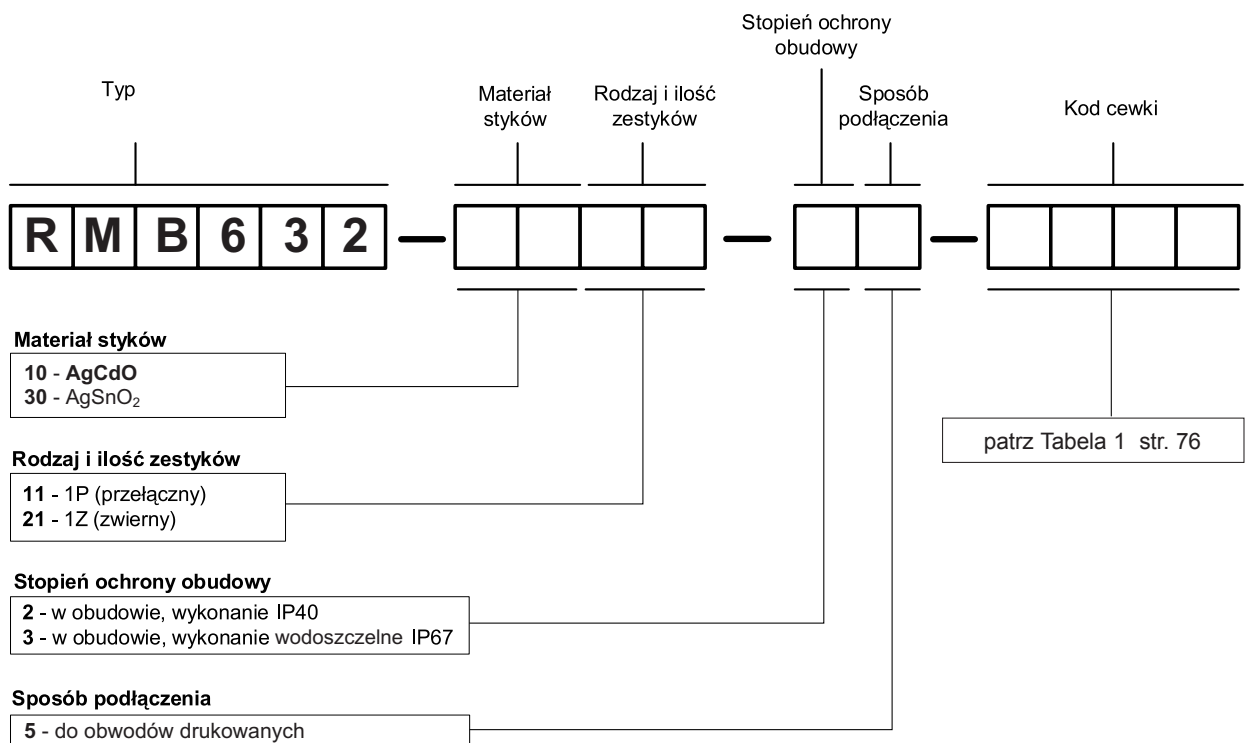 Stopień ochrony
obudowy
Typ
Materiał
styków
Rodzaj i ilość
zestyków
Sposób
podłączenia
Kod cewki
R M B 6 3 2 — — —
Materiał styków
10 - AgCdO
30 - AgSnO₂
patrz Tabela 1 str. 76
Rodzaj i ilość zestyków
11 - 1P (przełączny)
21 - 1Z (zwierny)
Stopień ochrony obudowy
2 - w obudowie, wykonanie IP40
3 - w obudowie, wykonanie wodoszczelne IP67
Sposób podłączenia
5 - do obwodów drukowanych